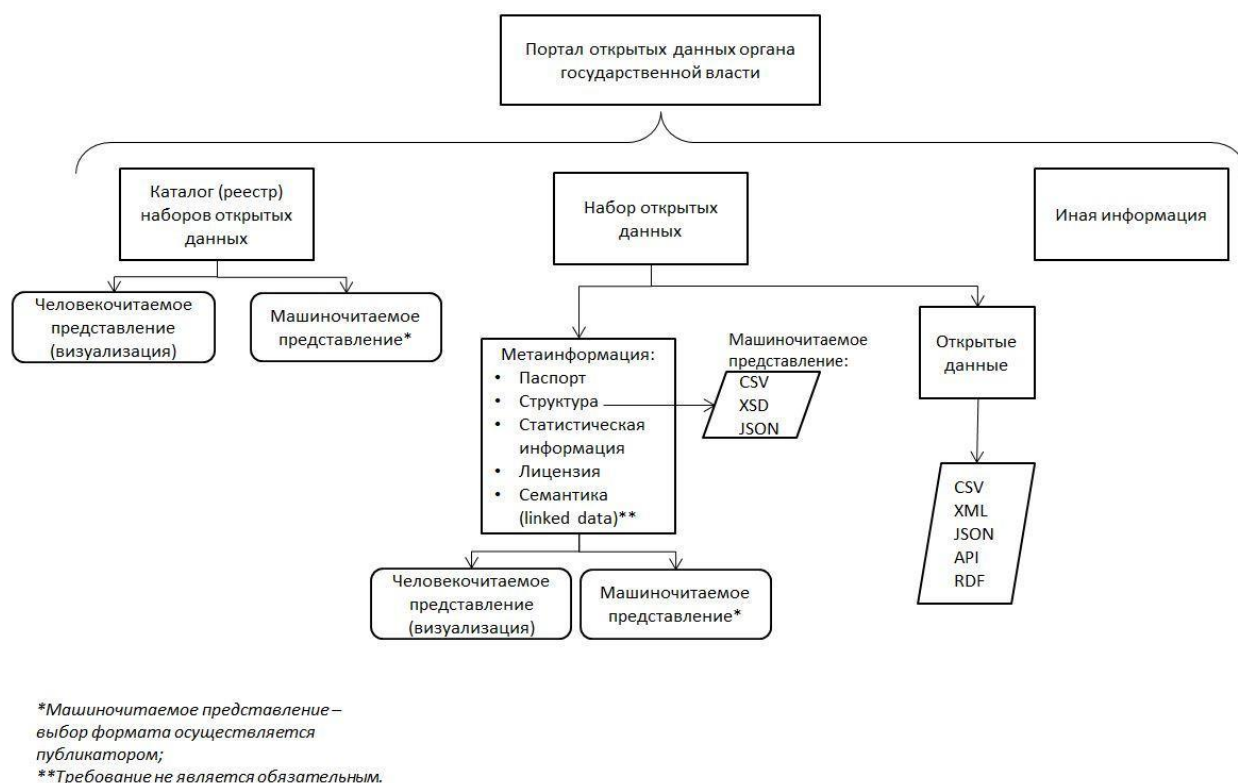 Портал открытых данных органа
государственной власти
Каталог (реестр)
наборов открытых
данных
Набор открытых
данных
Иная информация
Человекочитаемое
представление
(визуализация)
Машиночитаемое
представление*
Метаинформация:
• Паспорт
• Структура
• Статистическая
информация
• Лицензия
• Семантика
(linked data)**
Машиночитаемое
представление:
CSV
XSD
JSON
Открытые
данные
CSV
XML
JSON
API
RDF
Человекочитаемое
представление
(визуализация)
Машиночитаемое
представление*
*Машиночитаемое представление –
выбор формата осуществляется
публикатором;
**Требование не является обязательным.